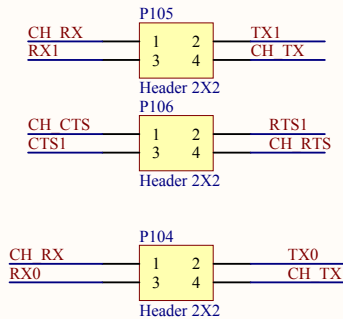 P105
CH_RX 1 2 TX1
RX1 3 4 CH_TX
Header 2X2
P106
CH_CTS 1 2 RTS1
CTS1 3 4 CH_RTS
Header 2X2
P104
CH_RX 1 2 TX0
RX0 3 4 CH_TX
Header 2X2